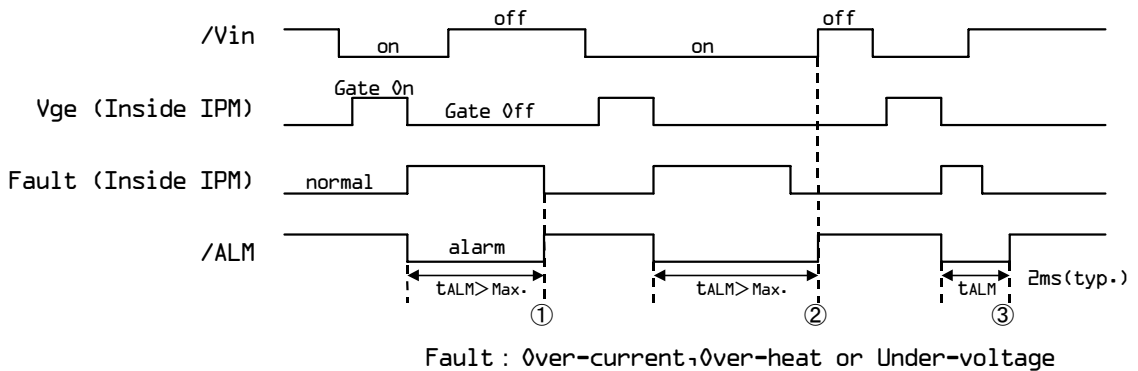 off
off
/Vin
on
on
Gate On
Vge (Inside IPM)
Gate Off
Fault (Inside IPM)
normal
/ALM
alarm
tALM> Max.
tALM> Max.
tALM
2ms(typ.)
①
②
③
Fault : Over-current,Over-heat or Under-voltage